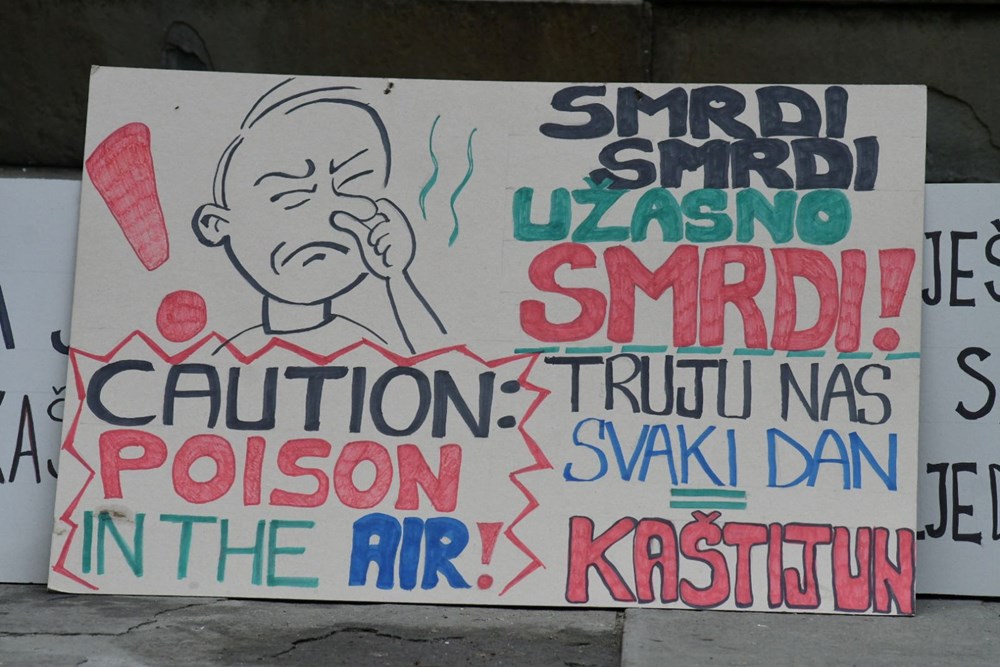 CAUTION:
POISON
IN THE AIR!
SMRDI
SMRDI
UŽASNO
SMRDI!
TRUJU NAS
SVAKI DAN
=
KAŠTIJUN